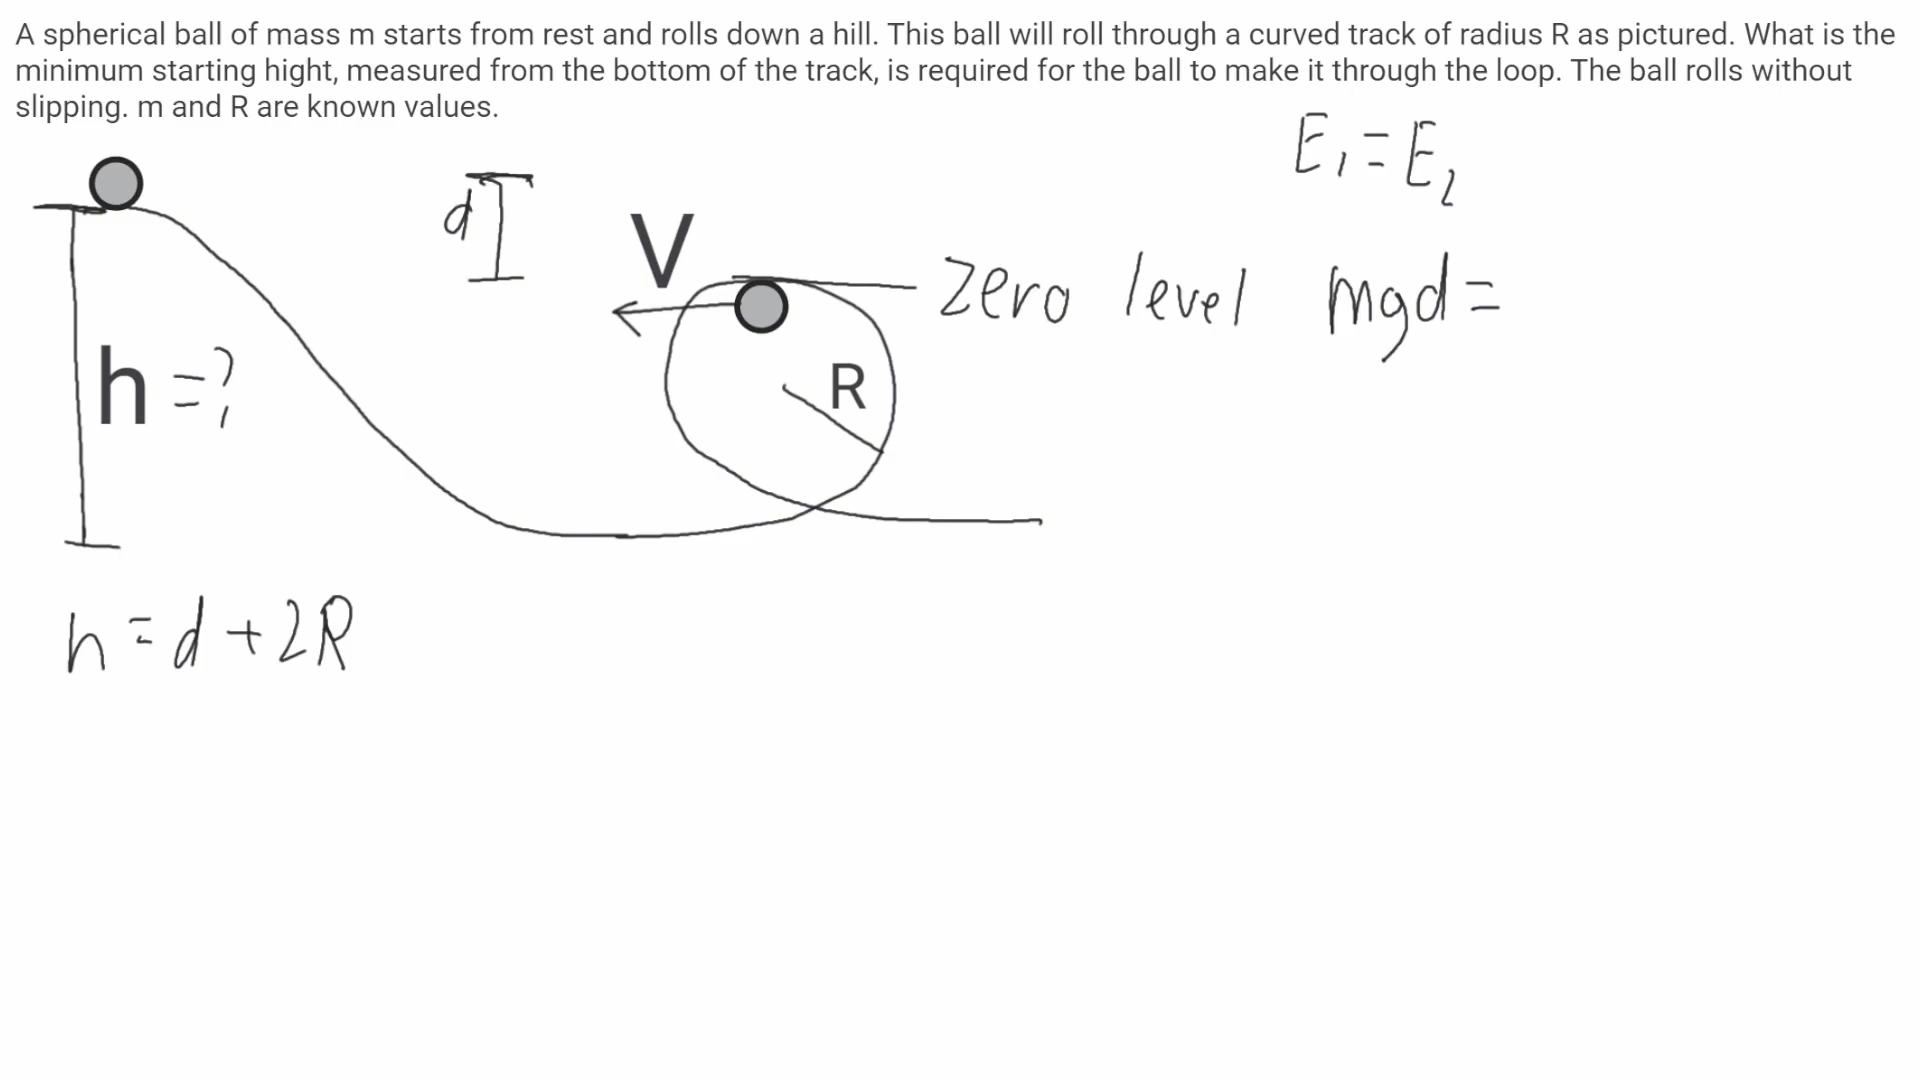 A spherical ball of mass m starts from rest and rolls down a hill. This ball will roll through a curved track of radius R as pictured. What is the
minimum starting hight, measured from the bottom of the track, is required for the ball to make it through the loop. The ball rolls without
slipping. m and R are known values.
E₁=E₂
d
V
zero level mgd=
h=?
R
h=d+2R